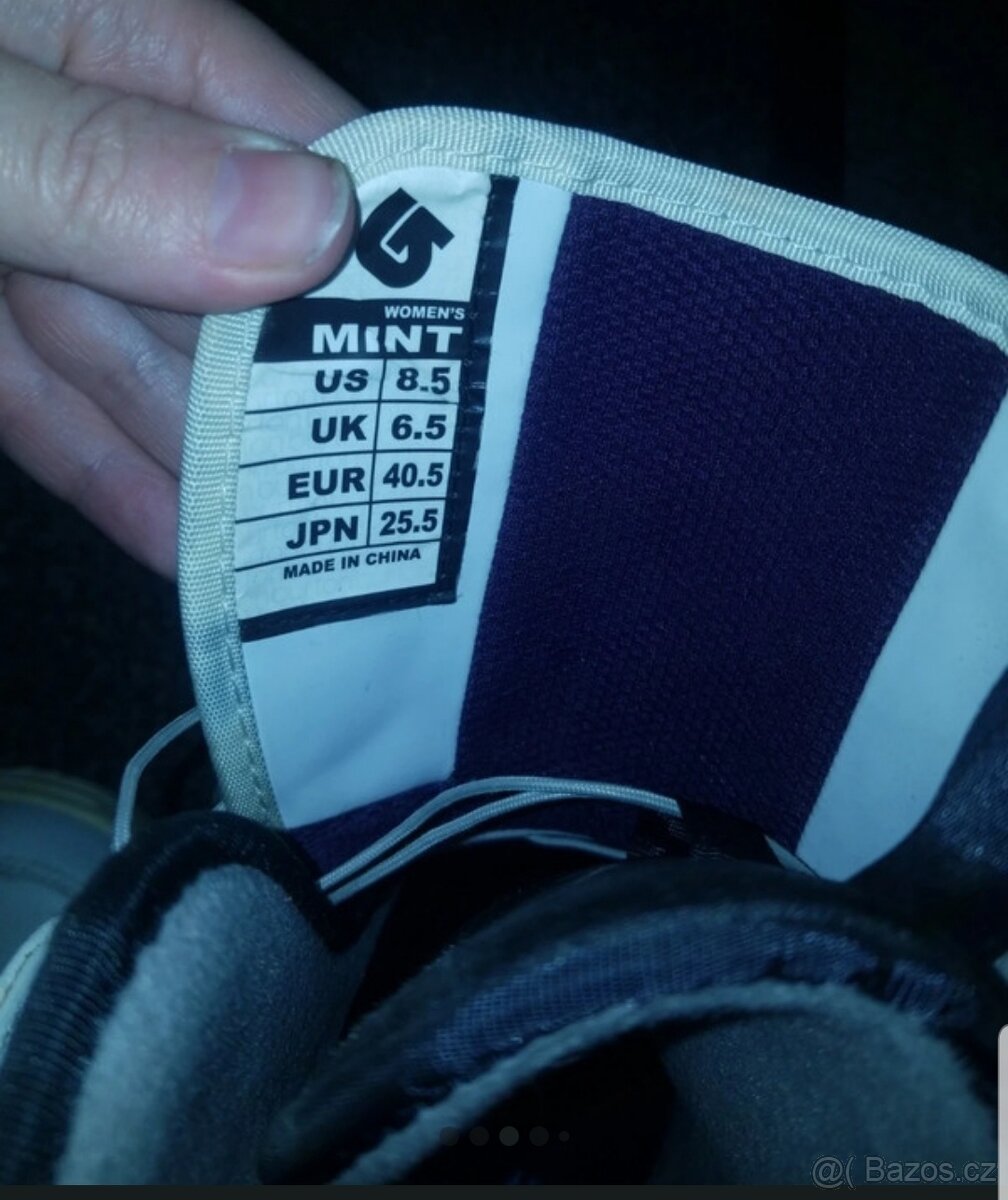 WOMEN'S
MINT
US 8.5
UK 6.5
EUR 40.5
JPN 25.5
MADE IN CHINA
@( Bazos.cz